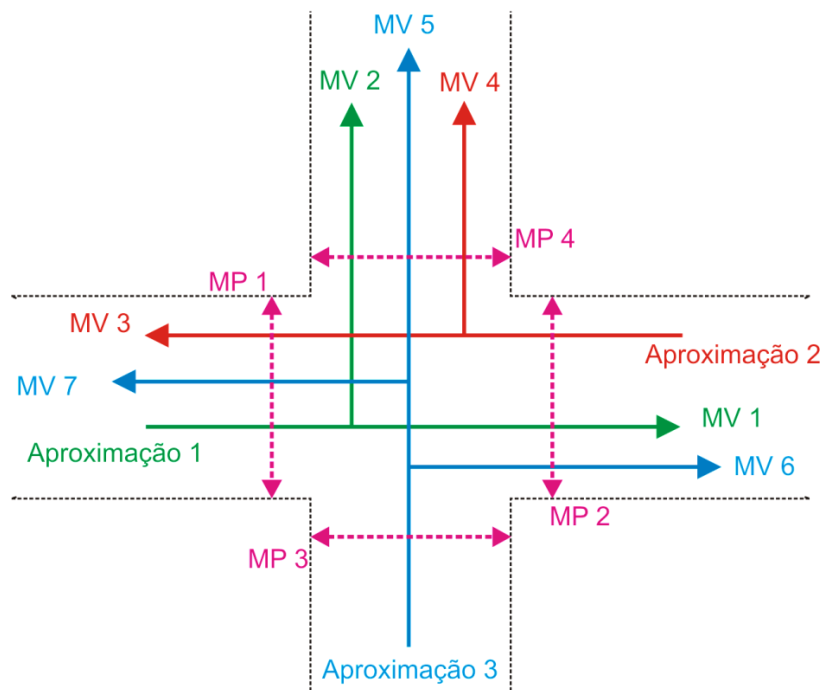 MV 5
MV 2
MV 4
MP 4
MP 1
MV 3
Aproximação 2
MV 7
MV 1
Aproximação 1
MV 6
MP 2
MP 3
Aproximação 3